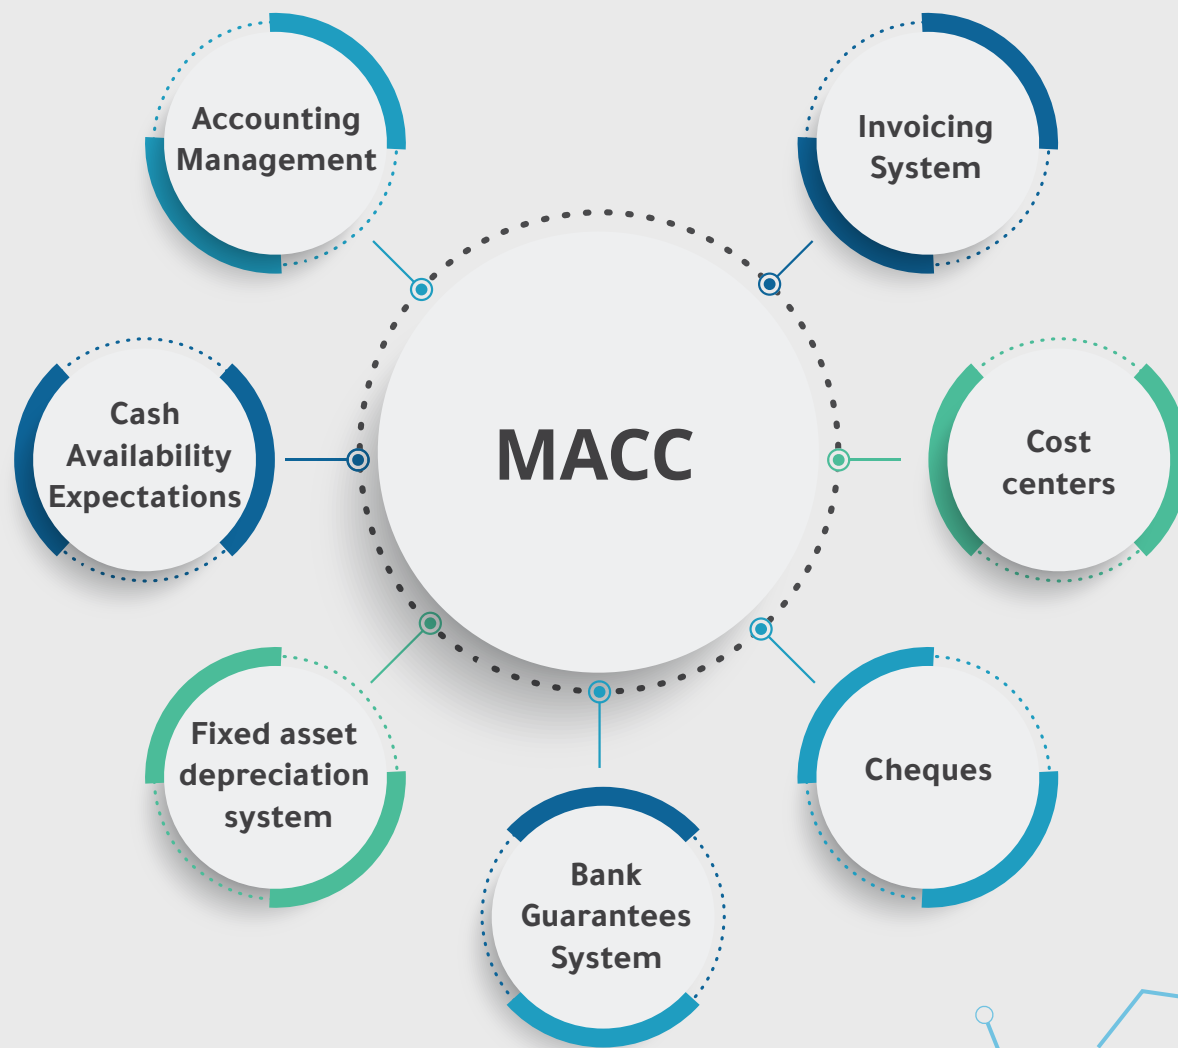 Accounting
Management
Invoicing
System
MACC
Cash
Availability
Expectations
Cost
centers
Fixed asset
depreciation
system
Cheques
Bank
Guarantees
System